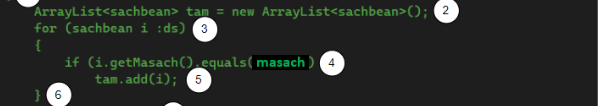 ArrayList<sachbean> tam = new ArrayList<sachbean>(); 2
for (sachbean i :ds) 3
{
if (i.getMasach().equals(masach) 4
tam.add(i); 5
} 6